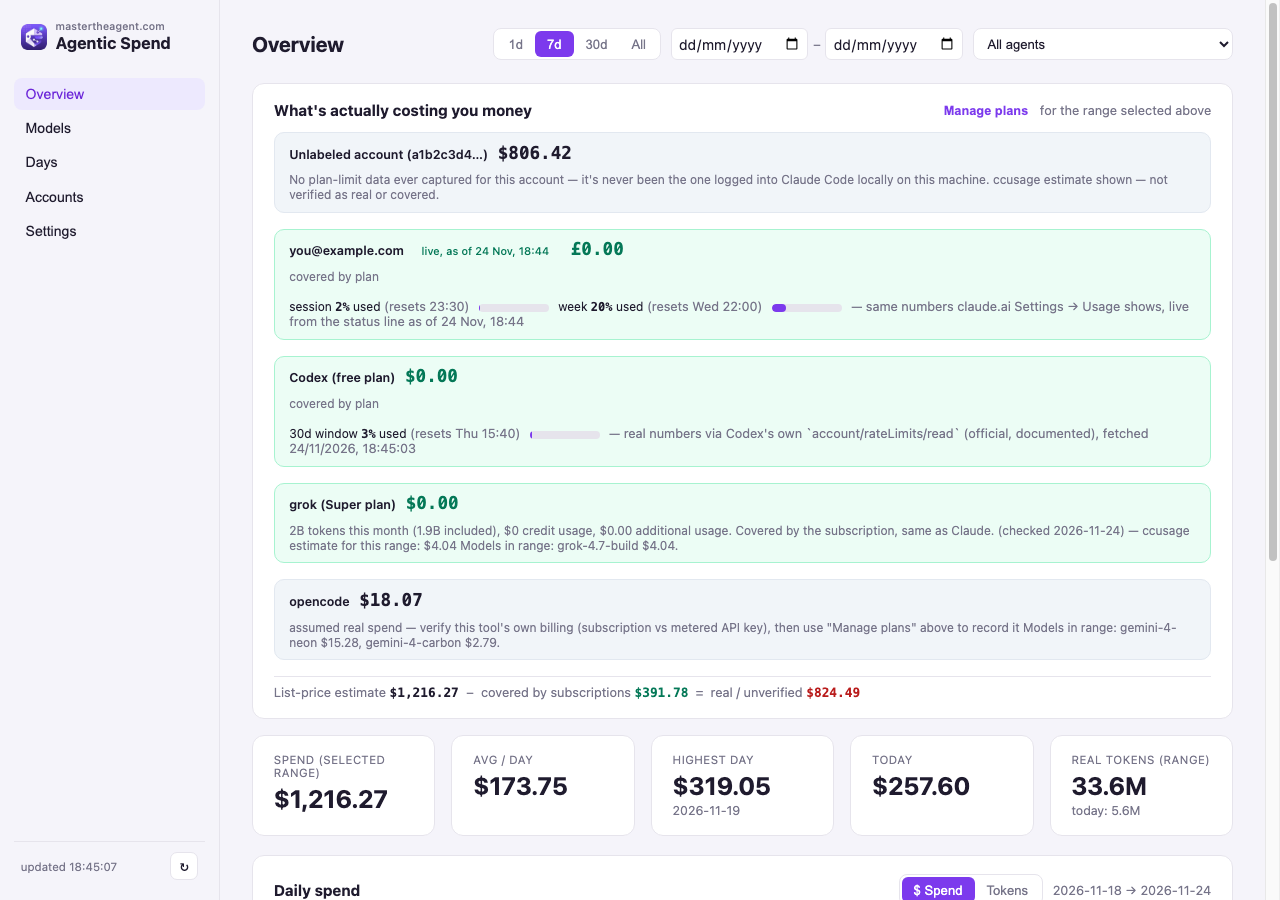 mastertheagent.com
Agentic Spend
Overview
Models
Days
Accounts
Settings
updated 18:45:07
↻
Overview
1d 7d 30d All dd/mm/yyyy – dd/mm/yyyy All agents
What's actually costing you money
Manage plans for the range selected above
Unlabeled account (a1b2c3d4…) $806.42
No plan-limit data ever captured for this account — it's never been the one logged into Claude Code locally on this machine. ccusage estimate shown — not
verified as real or covered.
you@example.com live, as of 24 Nov, 18:44 £0.00
covered by plan
session 2% used (resets 23:30) week 20% used (resets Wed 22:00) — same numbers claude.ai Settings → Usage shows, live
from the status line as of 24 Nov, 18:44
Codex (free plan) $0.00
covered by plan
30d window 3% used (resets Thu 15:40) — real numbers via Codex's own `account/rateLimits/read` (official, documented), fetched
24/11/2026, 18:45:03
grok (Super plan) $0.00
2B tokens this month (1.9B included), $0 credit usage, $0.00 additional usage. Covered by the subscription, same as Claude. (checked 2026-11-24) — ccusage
estimate for this range: $4.04 Models in range: grok-4.7-build $4.04.
opencode $18.07
assumed real spend — verify this tool's own billing (subscription vs metered API key), then use "Manage plans" above to record it Models in range: gemini-4-
neon $15.28, gemini-4-carbon $2.79.
List-price estimate $1,216.27 – covered by subscriptions $391.78 = real / unverified $824.49
SPEND (SELECTED
RANGE)
$1,216.27
AVG / DAY
$173.75
HIGHEST DAY
$319.05
2026-11-19
TODAY
$257.60
REAL TOKENS (RANGE)
33.6M
today: 5.6M
Daily spend
$ Spend Tokens 2026-11-18 → 2026-11-24